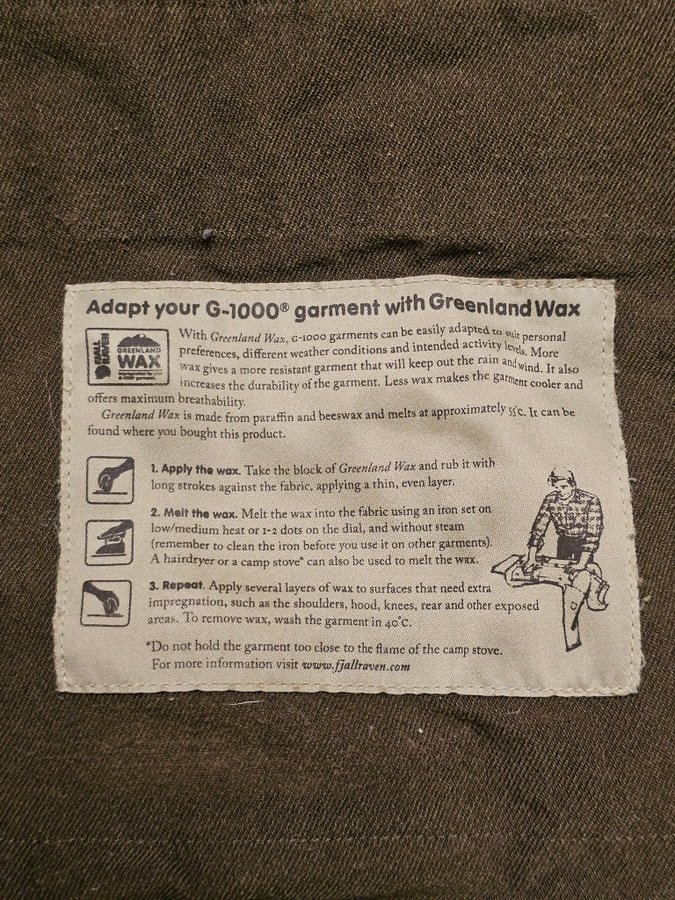 Adapt your G-1000® garment with Greenland Wax
FJÄLL
RÄVEN
GREENLAND
WAX
With Greenland Wax, G-1000 garments can be easily adapted to suit personal
preferences, different weather conditions and intended activity levels. More
wax gives a more resistant garment that will keep out the rain and wind. It also
increases the durability of the garment. Less wax makes the garment cooler and
offers maximum breathability.
Greenland Wax is made from paraffin and beeswax and melts at approximately 55°C. It can be
found where you bought this product.
1. Apply the wax. Take the block of Greenland Wax and rub it with
long strokes against the fabric, applying a thin, even layer.
2. Melt the wax. Melt the wax into the fabric using an iron set on
low/medium heat or 1-2 dots on the dial, and without steam
(remember to clean the iron before you use it on other garments).
A hairdryer or a camp stove* can also be used to melt the wax.
3. Repeat. Apply several layers of wax to surfaces that need extra
impregnation, such as the shoulders, hood, knees, rear and other exposed
areas. To remove wax, wash the garment in 40°C.
*Do not hold the garment too close to the flame of the camp stove.
For more information visit www.fjallraven.com